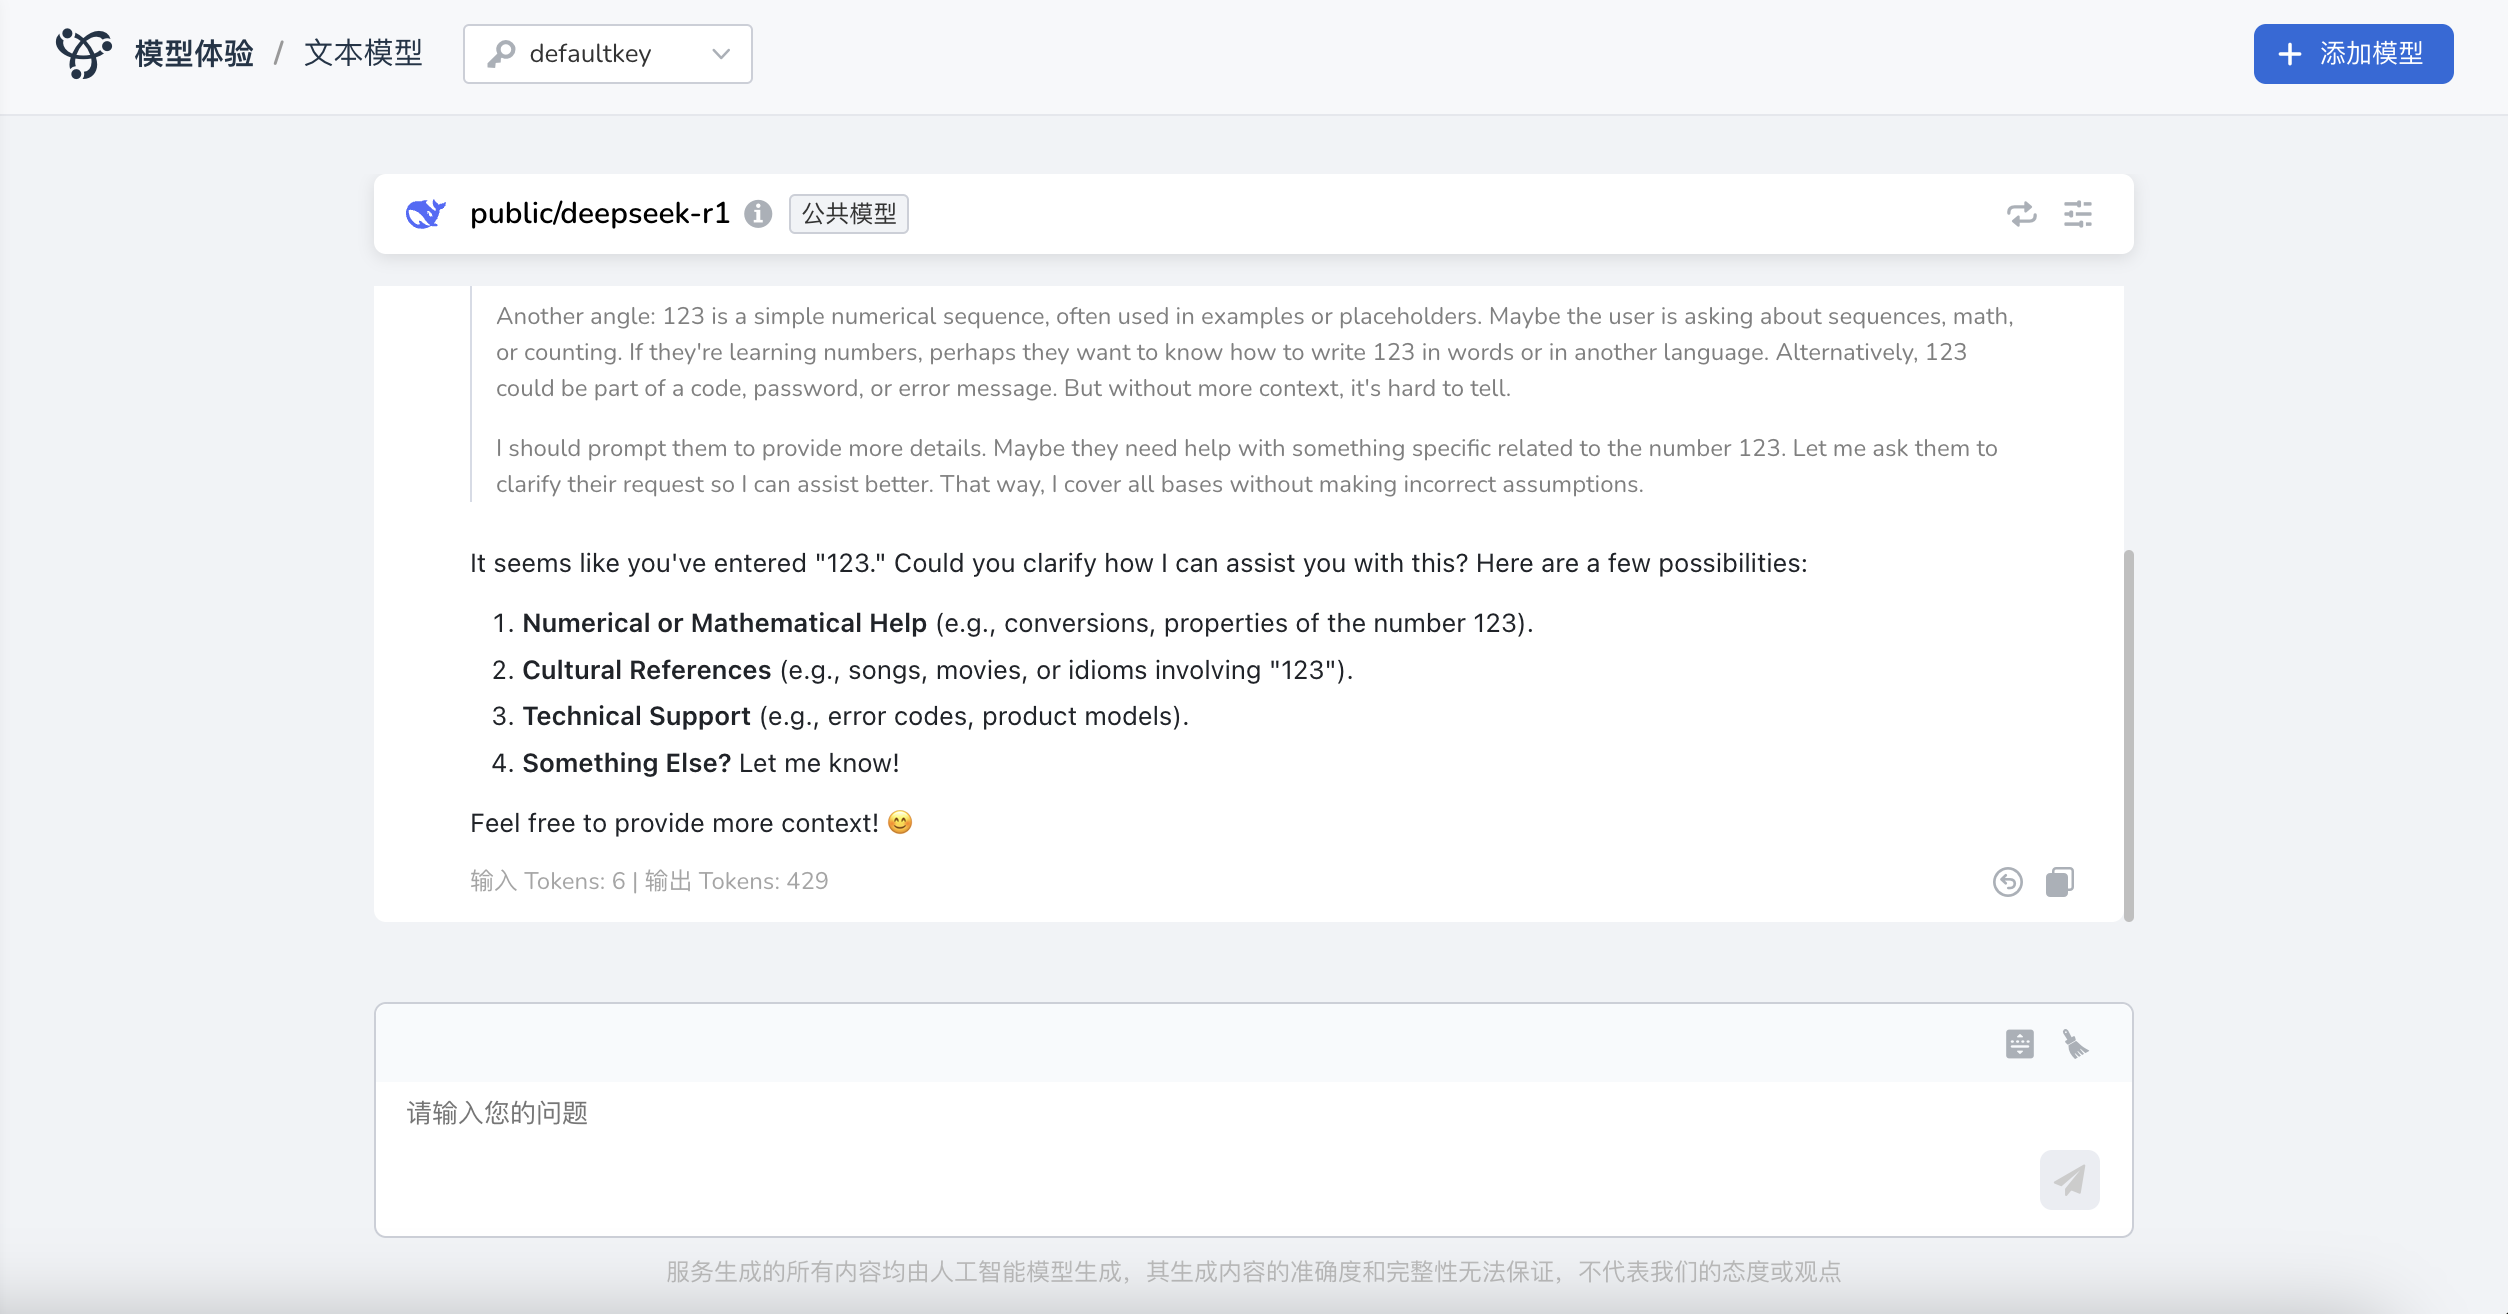 模型体验 / 文本模型 defaultkey 添加模型
public/deepseek-r1 公共模型
Another angle: 123 is a simple numerical sequence, often used in examples or placeholders. Maybe the user is asking about sequences, math,
or counting. If they're learning numbers, perhaps they want to know how to write 123 in words or in another language. Alternatively, 123
could be part of a code, password, or error message. But without more context, it's hard to tell.
I should prompt them to provide more details. Maybe they need help with something specific related to the number 123. Let me ask them to
clarify their request so I can assist better. That way, I cover all bases without making incorrect assumptions.
It seems like you've entered "123." Could you clarify how I can assist you with this? Here are a few possibilities:
1. Numerical or Mathematical Help (e.g., conversions, properties of the number 123).
2. Cultural References (e.g., songs, movies, or idioms involving "123").
3. Technical Support (e.g., error codes, product models).
4. Something Else? Let me know!
Feel free to provide more context! 😊
输入 Tokens: 6 | 输出 Tokens: 429
请输入您的问题
服务生成的所有内容均由人工智能模型生成，其生成内容的准确度和完整性无法保证，不代表我们的态度或观点